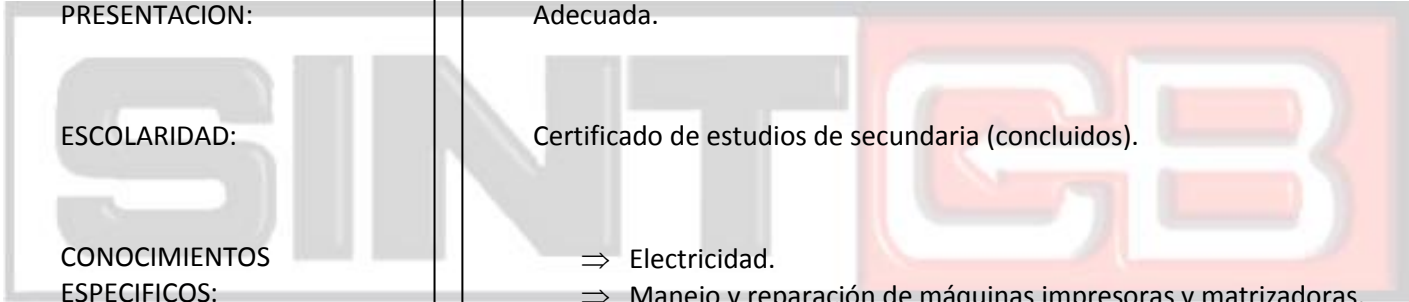 PRESENTACION: Adecuada.
ESCOLARIDAD: Certificado de estudios de secundaria (concluidos).
CONOCIMIENTOS ⇒ Electricidad.
ESPECIFICOS: ⇒ Manejo y reparación de máquinas impresoras y matrizadoras.
SINTCB